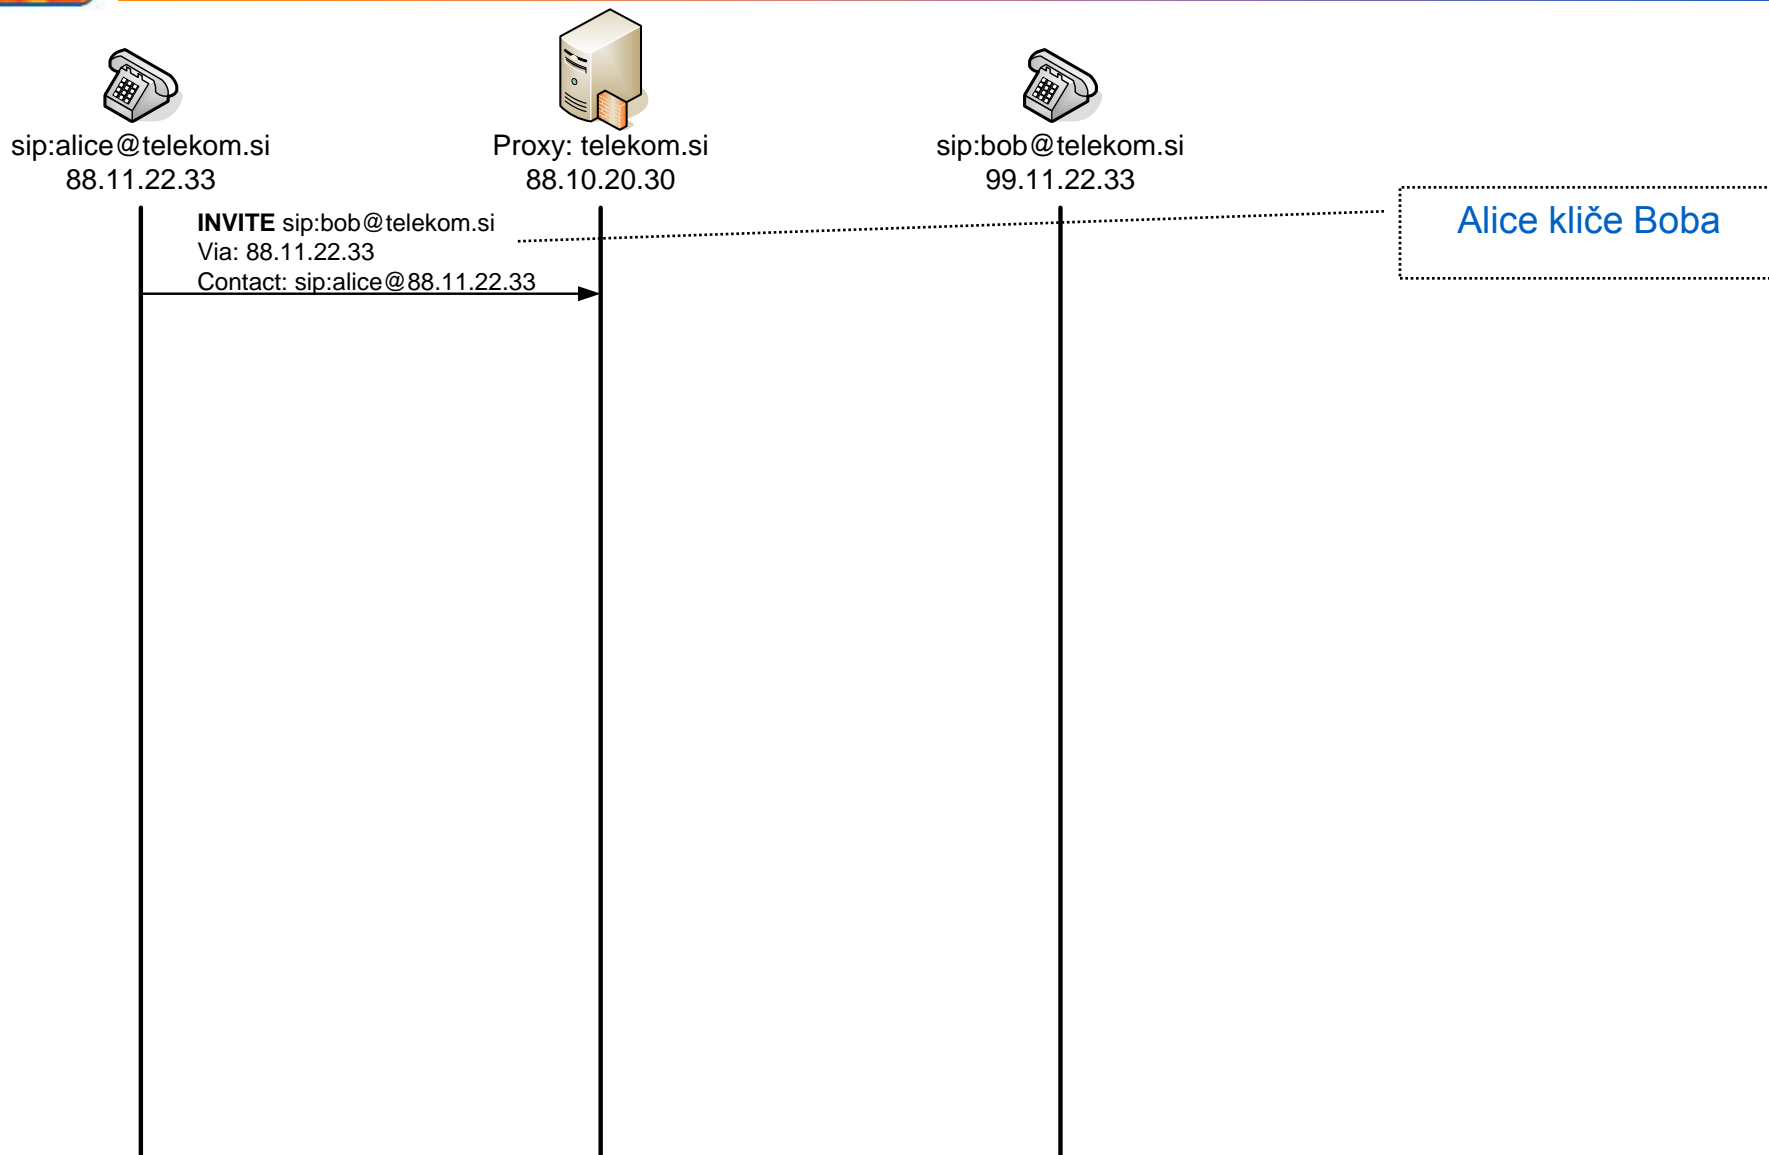 sip:alice@telekom.si
88.11.22.33
Proxy: telekom.si
88.10.20.30
sip:bob@telekom.si
99.11.22.33
INVITE sip:bob@telekom.si
Via: 88.11.22.33
Contact: sip:alice@88.11.22.33
Alice kliče Boba